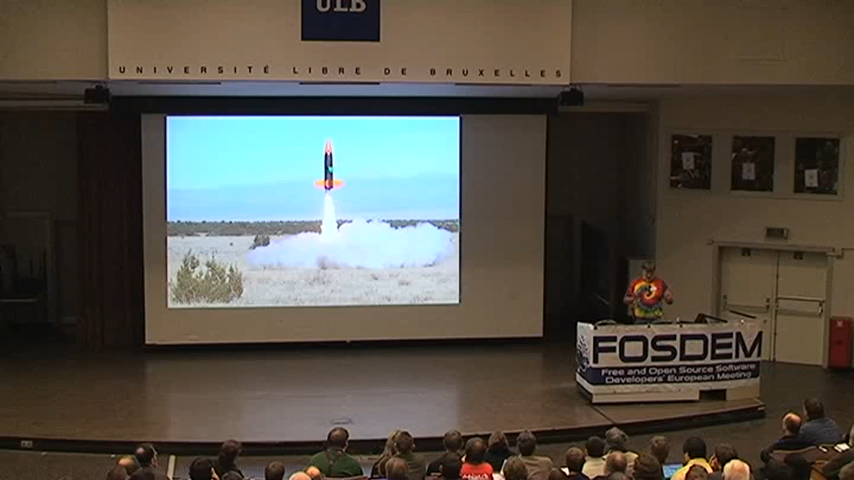 ULB
UNIVERSITÉ LIBRE DE BRUXELLES
FOSDEM
Free and Open Source Software
Developers' European Meeting